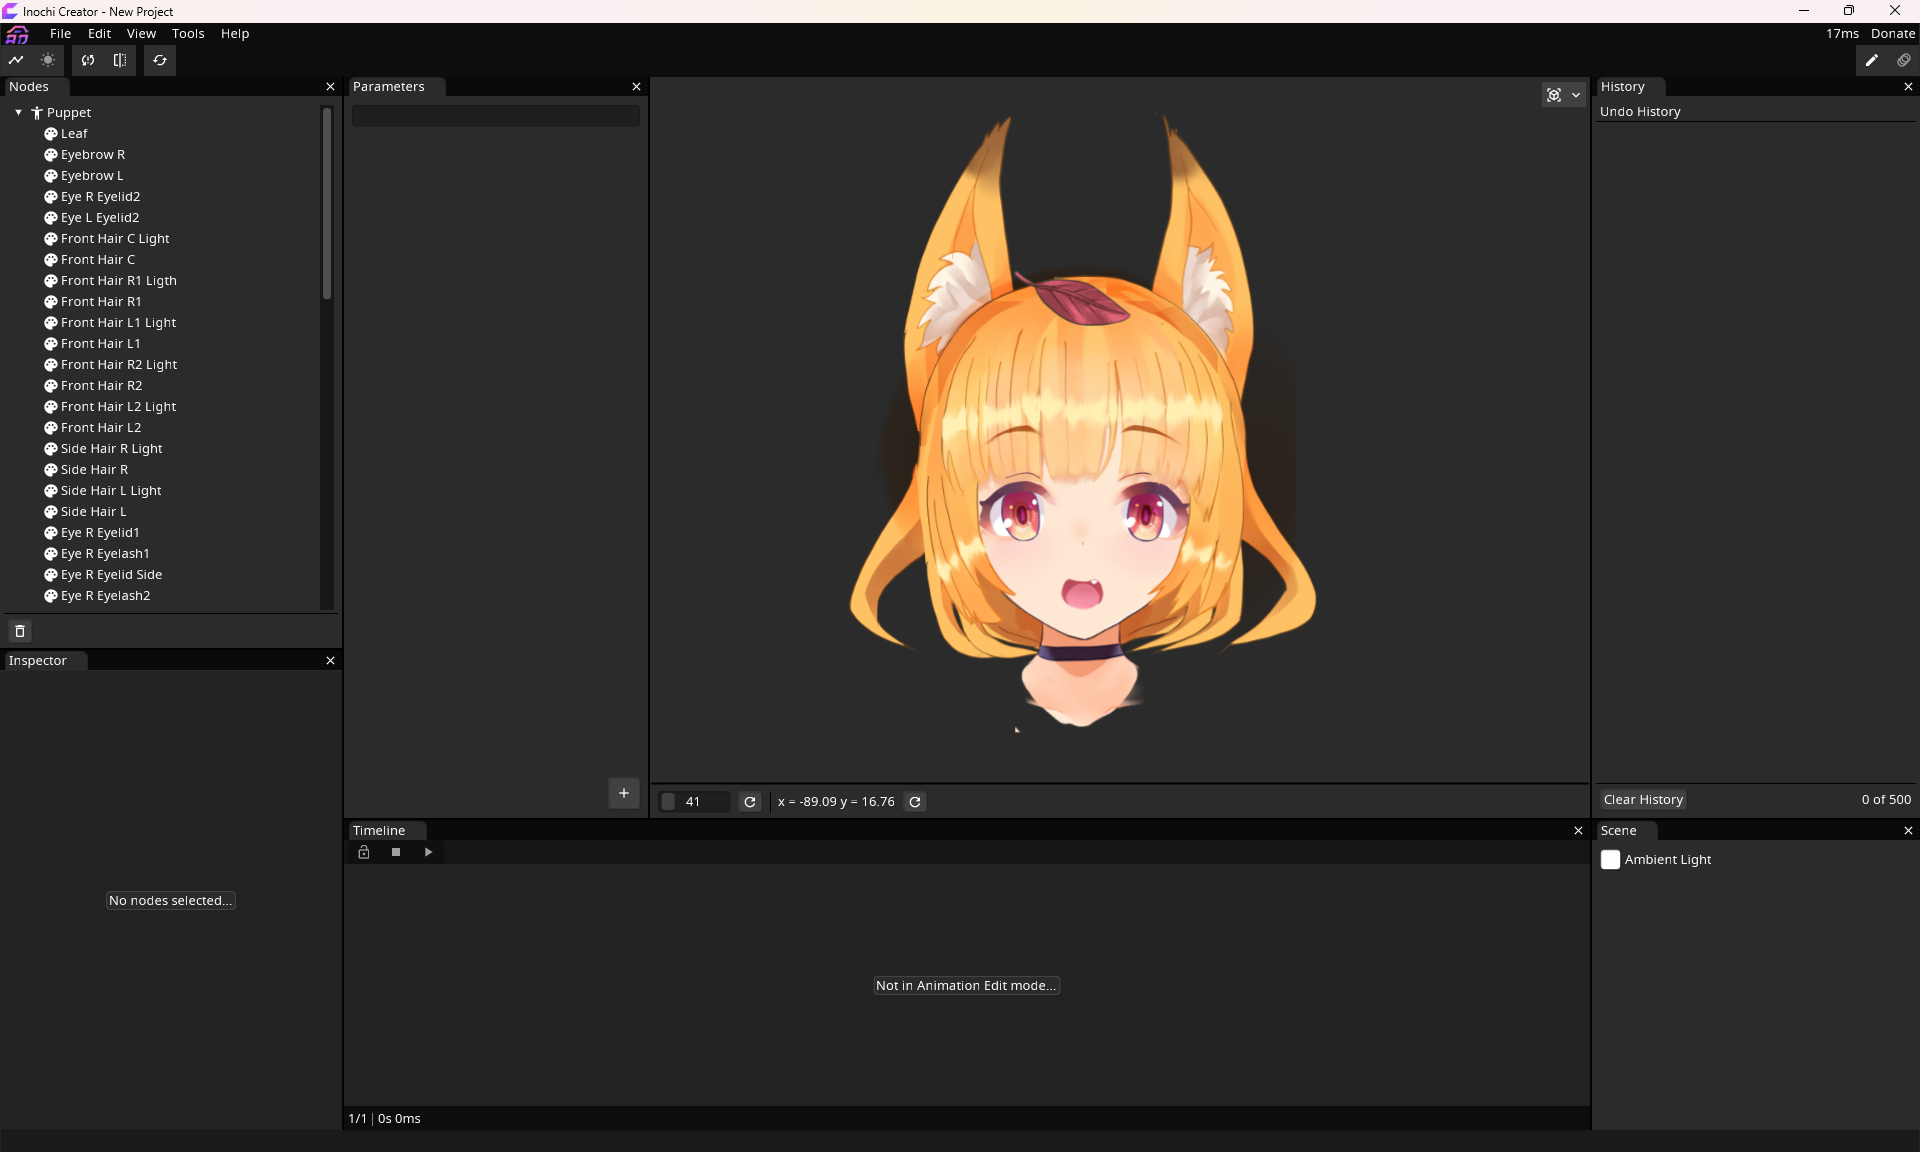 Inochi Creator - New Project
File Edit View Tools Help
17ms Donate
Nodes
Puppet
Leaf
Eyebrow R
Eyebrow L
Eye R Eyelid2
Eye L Eyelid2
Front Hair C Light
Front Hair C
Front Hair R1 Ligth
Front Hair R1
Front Hair L1 Light
Front Hair L1
Front Hair R2 Light
Front Hair R2
Front Hair L2 Light
Front Hair L2
Side Hair R Light
Side Hair R
Side Hair L Light
Side Hair L
Eye R Eyelid1
Eye R Eyelash1
Eye R Eyelid Side
Eye R Eyelash2
Inspector
No nodes selected...
Parameters
41
x = -89.09 y = 16.76
Timeline
Not in Animation Edit mode...
1/1 | 0s 0ms
History
Undo History
Clear History
0 of 500
Scene
Ambient Light